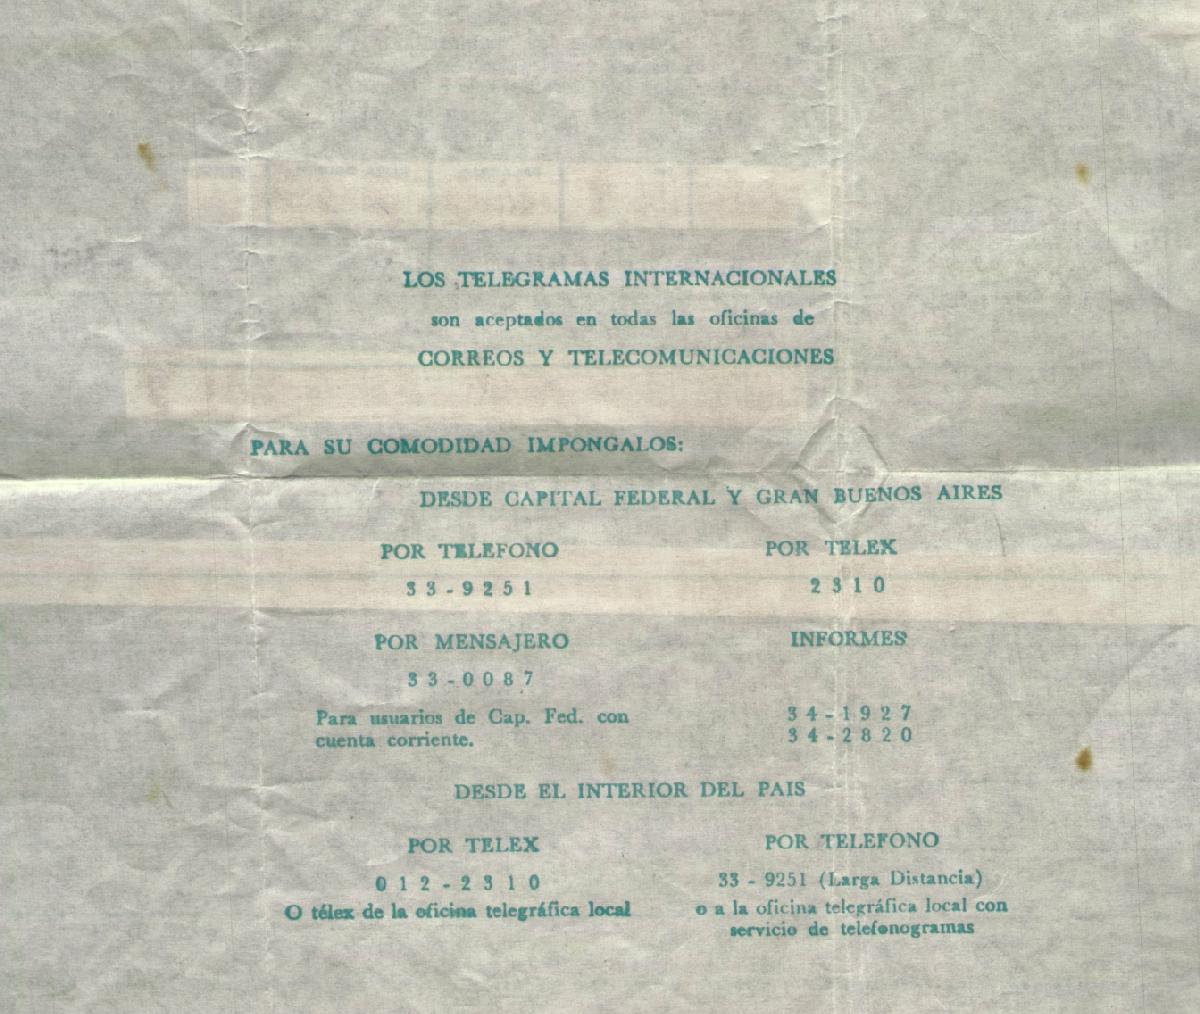 LOS TELEGRAMAS INTERNACIONALES
son aceptados en todas las oficinas de
CORREOS Y TELECOMUNICACIONES
PARA SU COMODIDAD IMPONGALOS:
DESDE CAPITAL FEDERAL Y GRAN BUENOS AIRES
POR TELEFONO
33-9251
POR TELEX
2310
POR MENSAJERO
33-0087
Para usuarios de Cap. Fed. con
cuenta corriente.
INFORMES
34-1927
34-2820
DESDE EL INTERIOR DEL PAIS
POR TELEX
012-2310
O télex de la oficina telegráfica local
POR TELEFONO
33 - 9251 (Larga Distancia)
o a la oficina telegráfica local con
servicio de telefonogramas